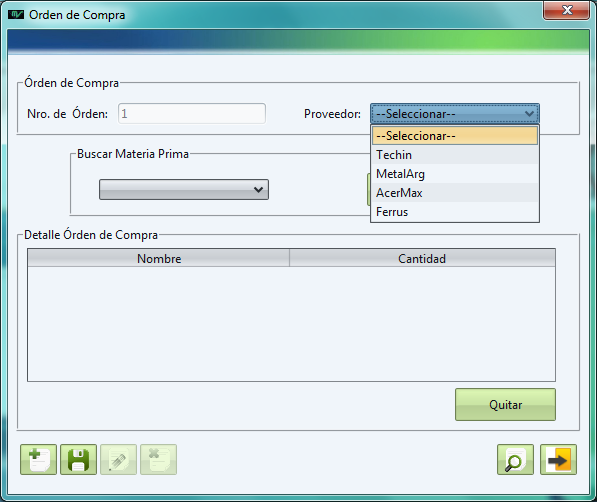 Orden de Compra
Órden de Compra
Nro. de Órden: 1 Proveedor: --Seleccionar--
--Seleccionar--
Techin
MetalArg
AcerMax
Ferrus
Buscar Materia Prima
Detalle Órden de Compra
Nombre Cantidad
Quitar